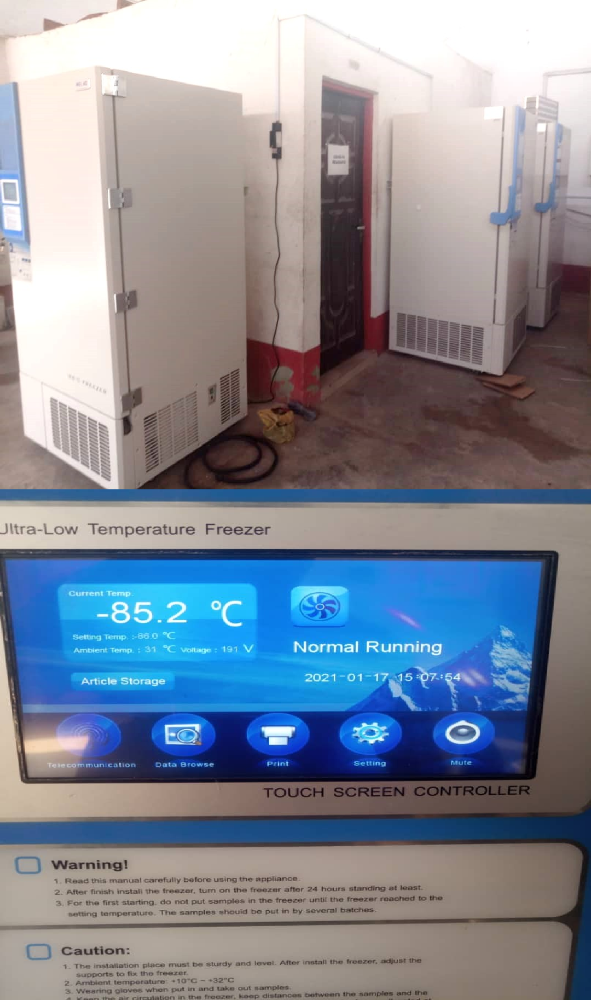 -86°C FREEZER
Ultra-Low Temperature Freezer
Current Temp.
-85.2 °C
Setting Temp. :-86.0 °C
Ambient Temp. : 31 °C Voltage : 191 V
Normal Running
2021-01-17 15:07:54
Article Storage
Telecommunication Data Browse Print Setting Mute
TOUCH SCREEN CONTROLLER
Warning!
1. Read this manual carefully before using the appliance.
2. After finish install the freezer, turn on the freezer after 24 hours standing at least.
3. For the first starting, do not put samples in the freezer until the freezer reached to the
setting temperature. The samples should be put in by several batches.
Caution:
1. The installation place must be sturdy and level. After install the freezer, adjust the
supports to fix the freezer.
2. Ambient temperature: +10°C ~ +32°C
3. Wearing gloves when put in and take out samples.
4. Keep the air circulation in the freezer, keep distances between the samples and the